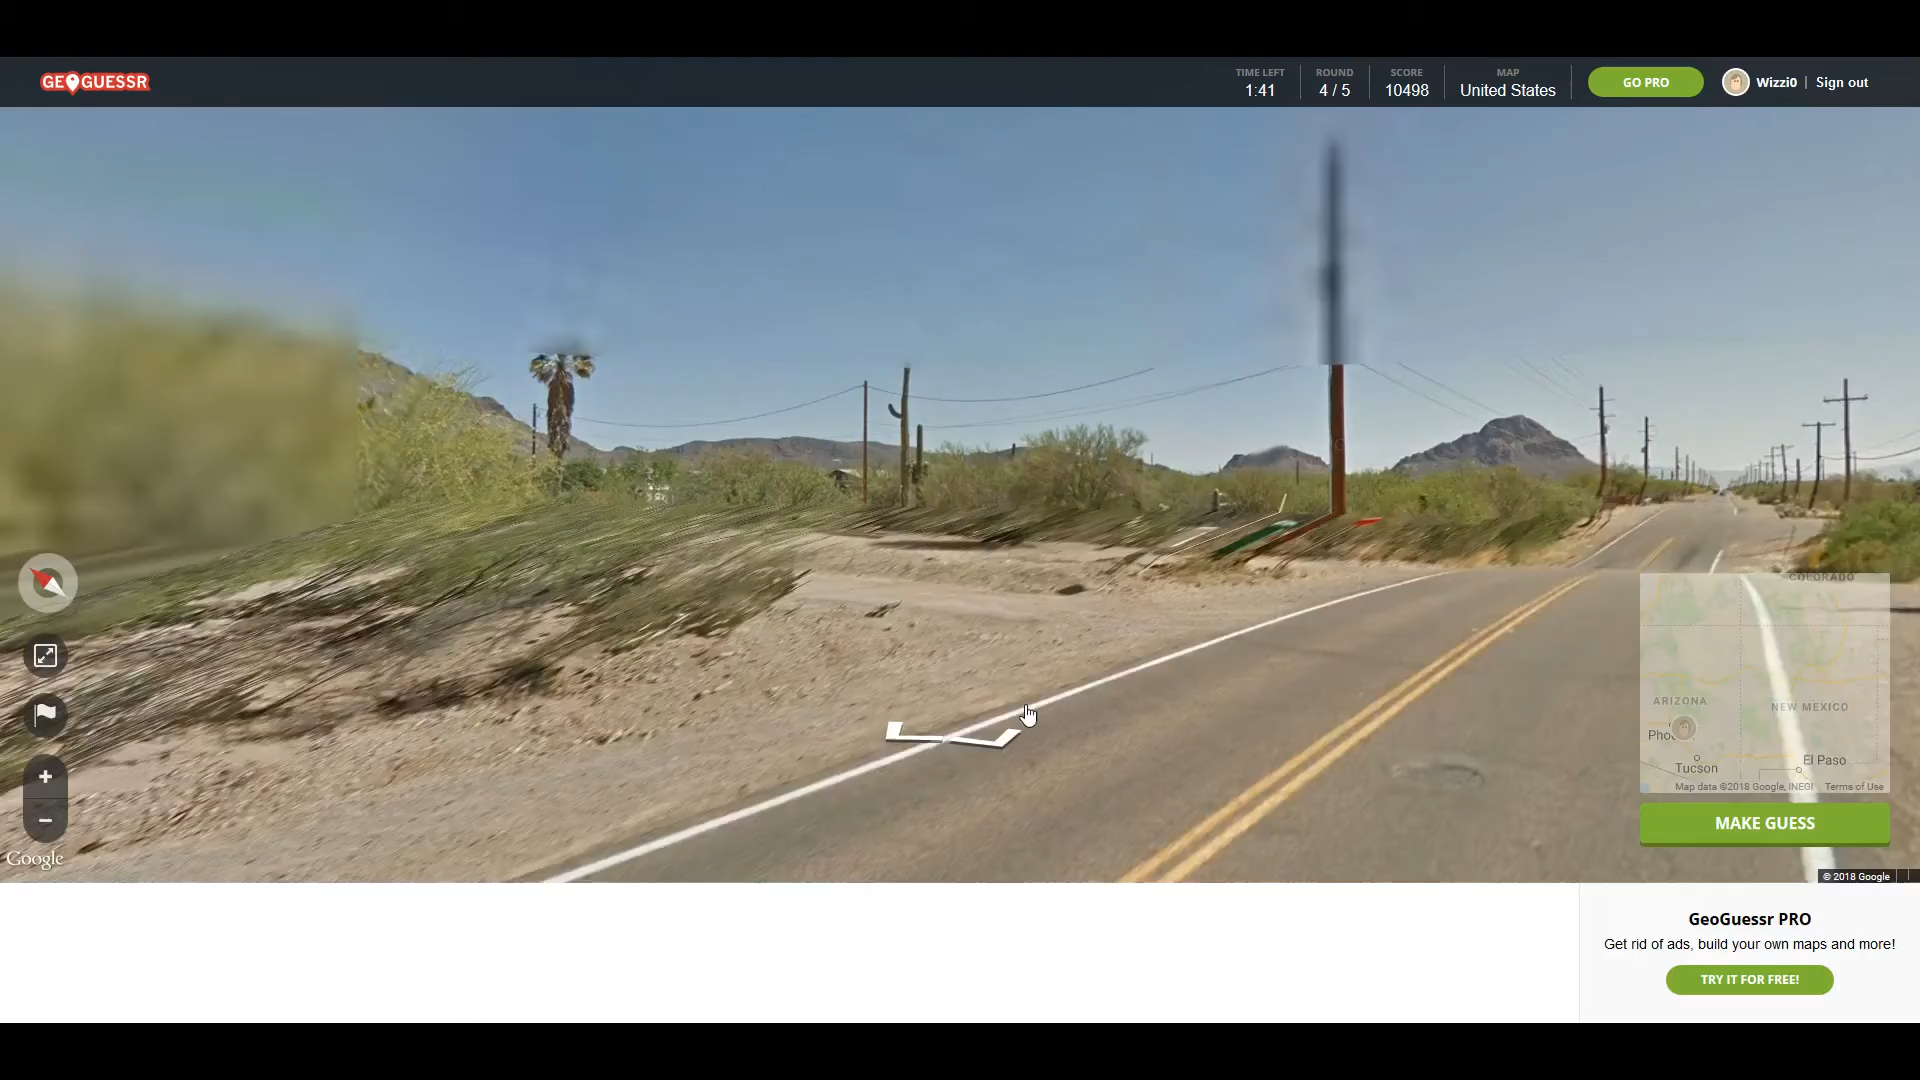 GEOGUESSR
TIME LEFT
1:41
ROUND
4 / 5
SCORE
10498
MAP
United States
GO PRO
Wizzi0 | Sign out
COLORADO
ARIZONA
NEW MEXICO
Pho
Tucson
El Paso
Map data ©2018 Google, INEGI Terms of Use
MAKE GUESS
Google
© 2018 Google
GeoGuessr PRO
Get rid of ads, build your own maps and more!
TRY IT FOR FREE!